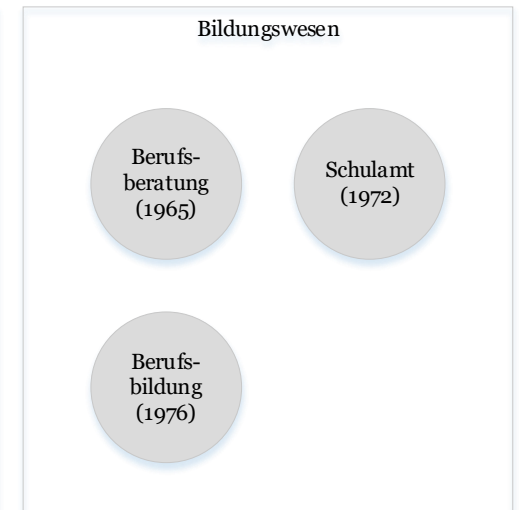 Bildungswesen
Berufs-
beratung
(1965)
Schulamt
(1972)
Berufs-
bildung
(1976)